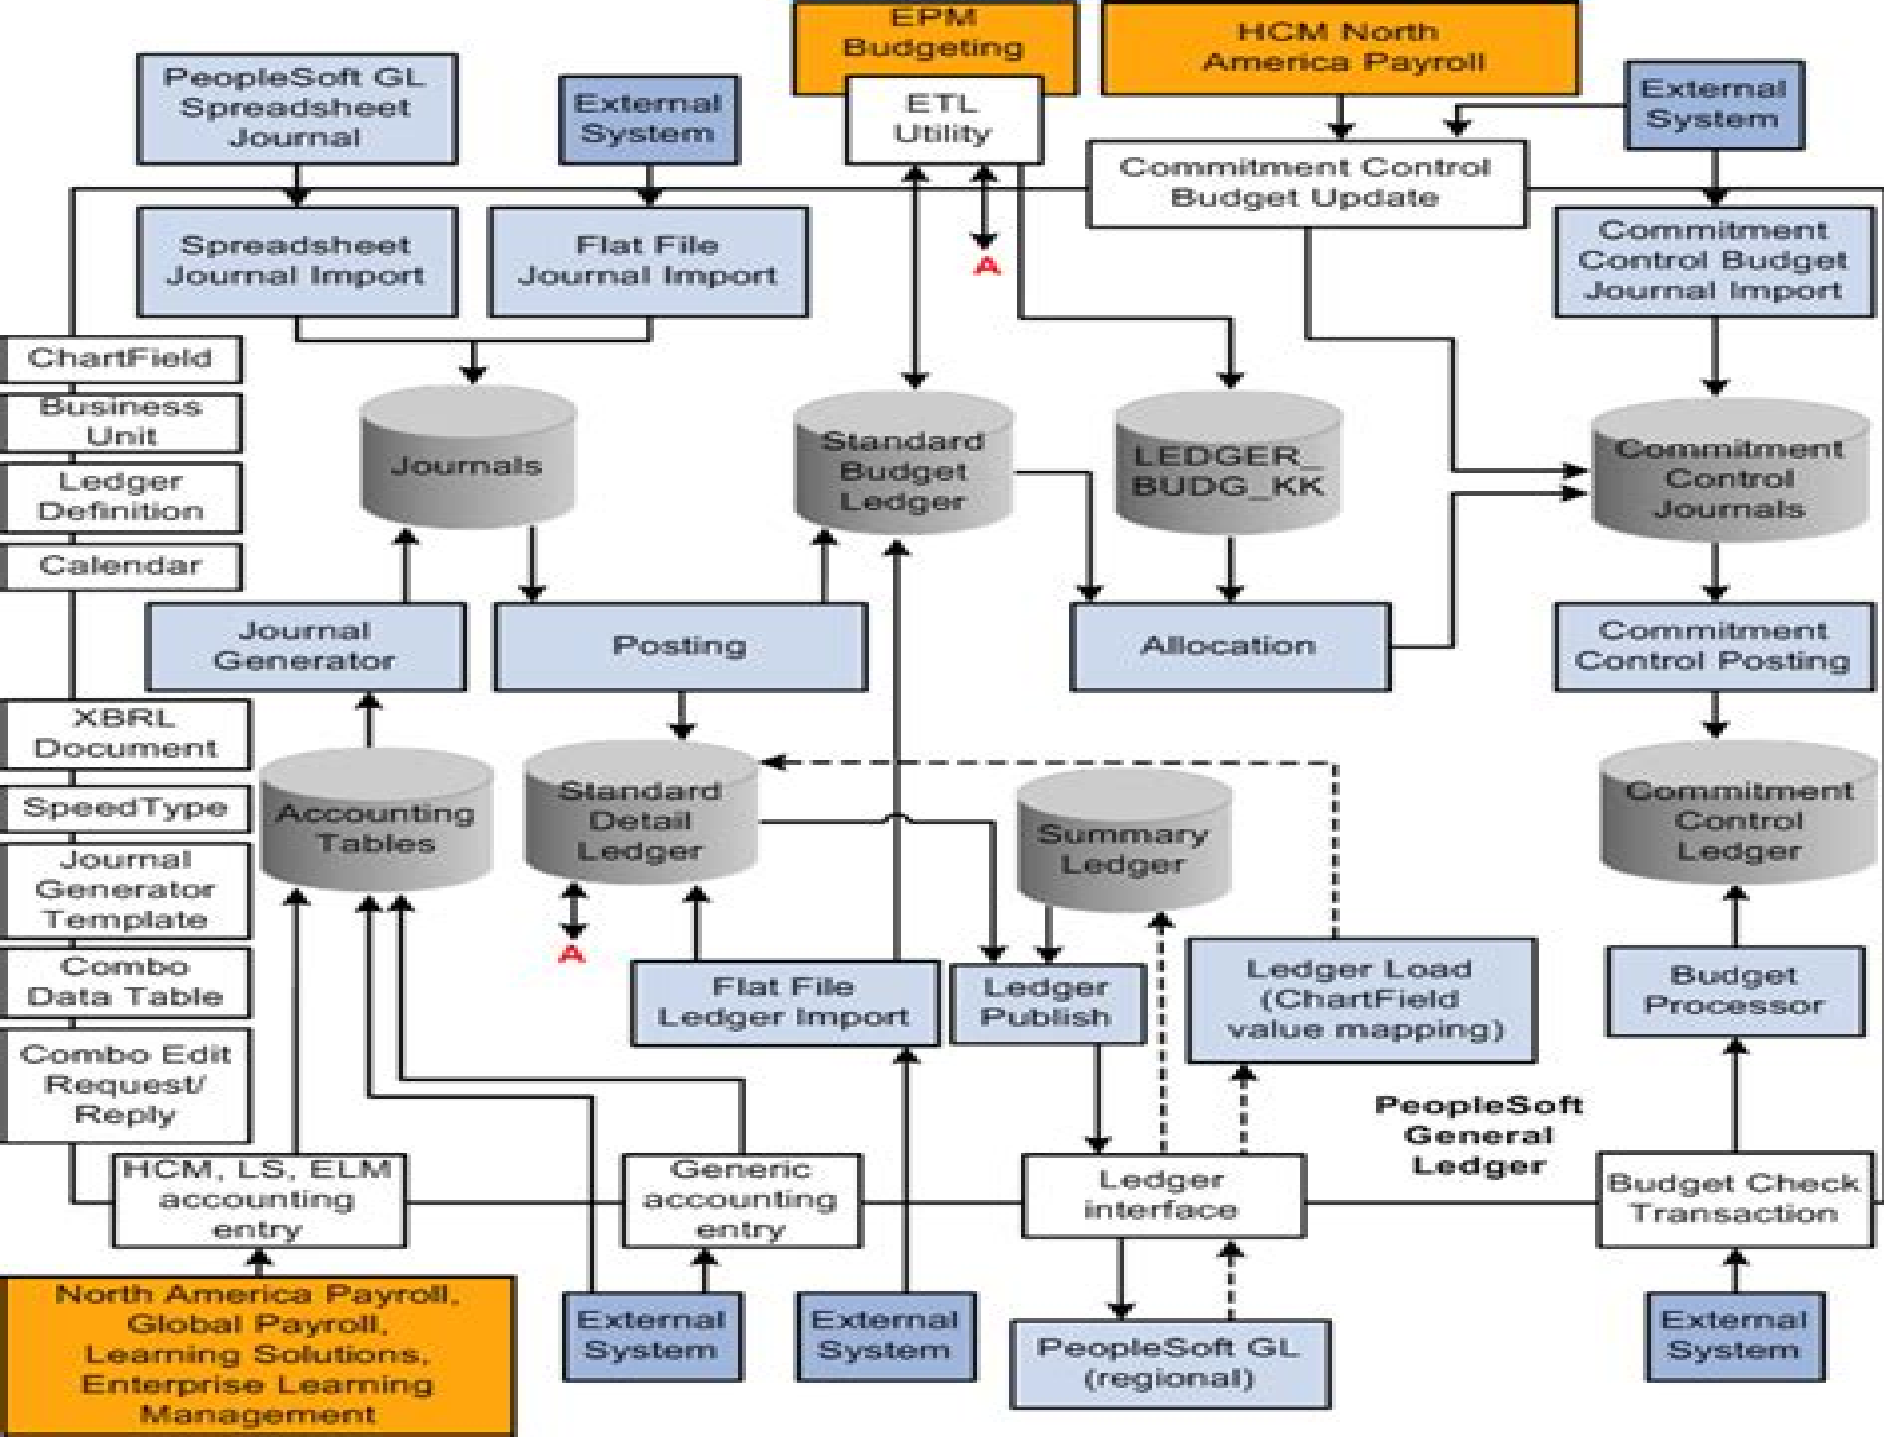 EPM
Budgeting
HCM North
America Payroll
PeopleSoft GL
Spreadsheet
Journal
External
System
ETL
Utility
External
System
Commitment Control
Budget Update
Spreadsheet
Journal Import
Flat File
Journal Import
A
Commitment
Control Budget
Journal Import
ChartField
Business
Unit
Ledger
Definition
Calendar
Journals
Standard
Budget
Ledger
LEDGER_
BUDG_KK
Commitment
Control
Journals
Journal
Generator
Posting
Allocation
Commitment
Control Posting
XBRL
Document
SpeedType
Journal
Generator
Template
Combo
Data Table
Combo Edit
Request/
Reply
Accounting
Tables
Standard
Detail
Ledger
Summary
Ledger
Commitment
Control
Ledger
A
Flat File
Ledger Import
Ledger
Publish
Ledger Load
(ChartField
value mapping)
Budget
Processor
PeopleSoft
General
Ledger
HCM, LS, ELM
accounting
entry
Generic
accounting
entry
Ledger
interface
Budget Check
Transaction
North America Payroll,
Global Payroll,
Learning Solutions,
Enterprise Learning
Management
External
System
External
System
PeopleSoft GL
(regional)
External
System